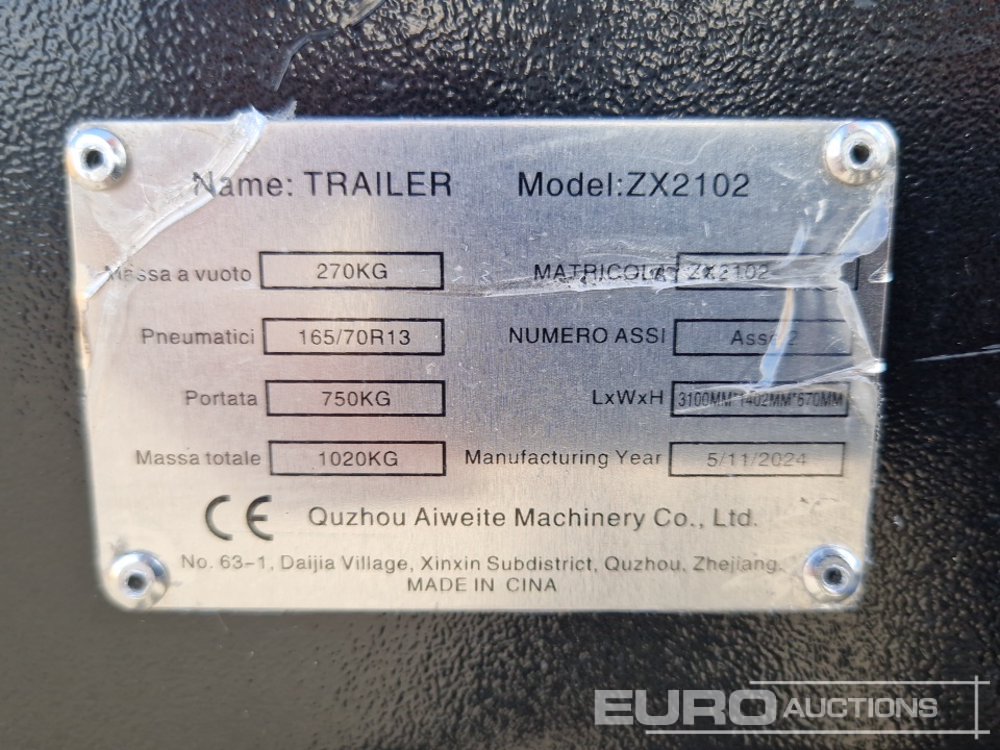 Name: TRAILER Model:ZX2102
Massa a vuoto 270KG MATRICOLA ZX2102
Pneumatici 165/70R13 NUMERO ASSI Asse 2
Portata 750KG LxWxH 3100MM*1402MM*670MM
Massa totale 1020KG Manufacturing Year 5/11/2024
CE Quzhou Aiweite Machinery Co., Ltd.
No. 63-1, Daijia Village, Xinxin Subdistrict, Quzhou, Zhejiang.
MADE IN CINA
EURO AUCTIONS